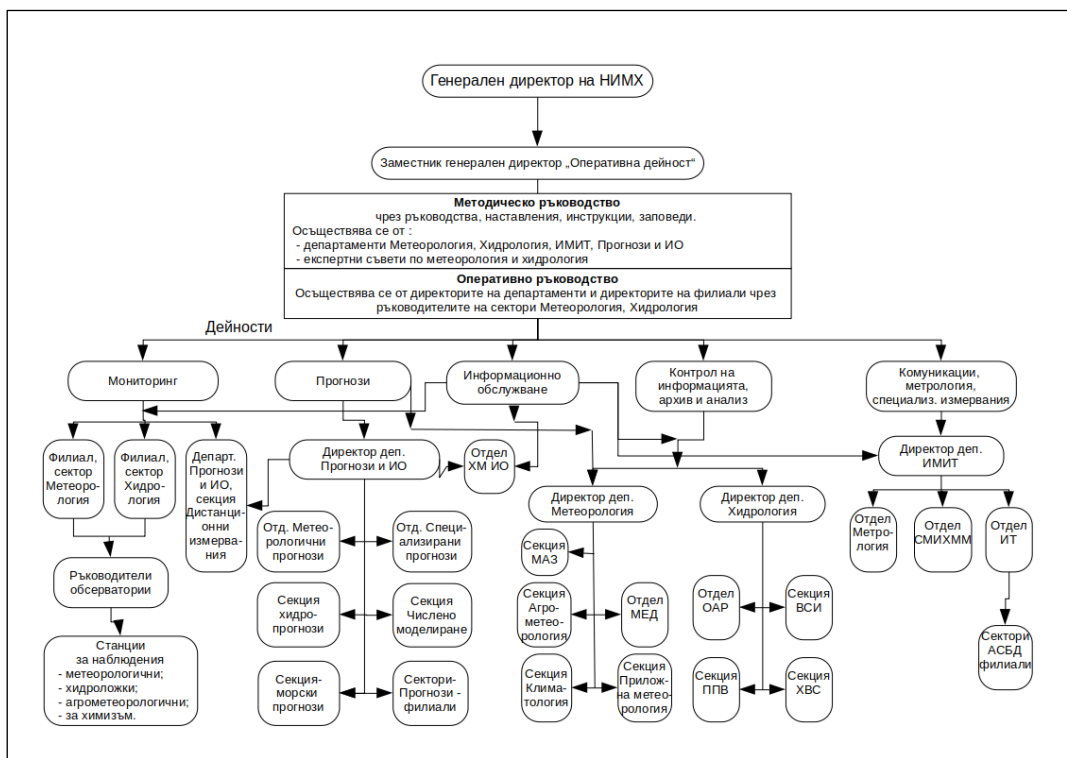 Генерален директор на НИМХ
Заместник генерален директор „Оперативна дейност“
Методическо ръководство
чрез ръководства, наставления, инструкции, заповеди.
Осъществява се от :
- департаменти Метеорология, Хидрология, ИМИТ, Прогнози и ИО
- експертни съвети по метеорология и хидрология
Оперативно ръководство
Осъществява се от директорите на департаменти и директорите на филиали чрез
ръководителите на сектори Метеорология, Хидрология
Дейности
Мониторинг
Прогнози
Информационно
обслужване
Контрол на
информацията,
архив и анализ
Комуникации,
метрология,
специализ. измервания
Филиал,
сектор
Метеоро-
логия
Филиал,
сектор
Хидро-
логия
Департ.
Прогнози
и ИО,
секция
Дистанцио-
онни
измерва-
ния
Директор деп.
Прогнози и ИО
Отдел
ХМ ИО
Директор деп.
ИМИТ
Директор деп.
Метеорология
Директор деп.
Хидрология
Отд. Метео-
рологични
прогнози
Отд. Специ-
ализирани
прогнози
Секция
хидро-
прогнози
Секция
Числено
моделиране
Секция-
морски
прогнози
Сектори-
Прогнози -
филиали
Секция
МАЗ
Секция
Агро-
метео-
рология
Отдел
МЕД
Секция
Клима-
тология
Секция
Прилож-
на метео-
рология
Отдел
ОАР
Секция
ВСИ
Секция
ППВ
Секция
ХВС
Отдел
Метро-
логия
Отдел
СМИХММ
Отдел
ИТ
Сектори
АСБД
филиали
Ръководители
обсерватории
Станции
за наблюдения
- метеорологични;
- хидроложки;
- агрометеорологични;
- за химизъм.